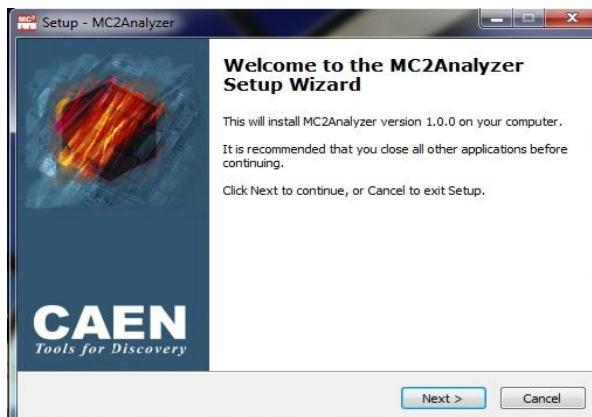 Setup - MC2Analyzer
Welcome to the MC2Analyzer
Setup Wizard
This will install MC2Analyzer version 1.0.0 on your computer.
It is recommended that you close all other applications before
continuing.
Click Next to continue, or Cancel to exit Setup.
CAEN
Tools for Discovery
Next >
Cancel